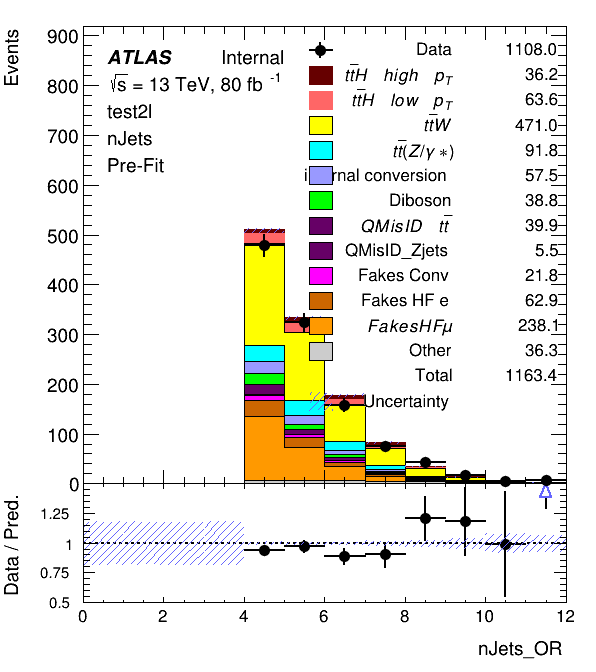 Events
900
800
700
600
500
400
300
200
100
0
ATLAS Internal
√s = 13 TeV, 80 fb -1
test2l
nJets
Pre-Fit
Data 1108.0
tt̅H high pT 36.2
tt̅H low pT 63.6
tt̅W 471.0
tt̅(Z/γ*) 91.8
internal conversion 57.5
Diboson 38.8
QMisID tt̅ 39.9
QMisID_Zjets 5.5
Fakes Conv 21.8
Fakes HF e 62.9
FakesHFμ 238.1
Other 36.3
Total 1163.4
Uncertainty
Data / Pred.
1.25
1
0.75
0.5
0 2 4 6 8 10 12
nJets_OR